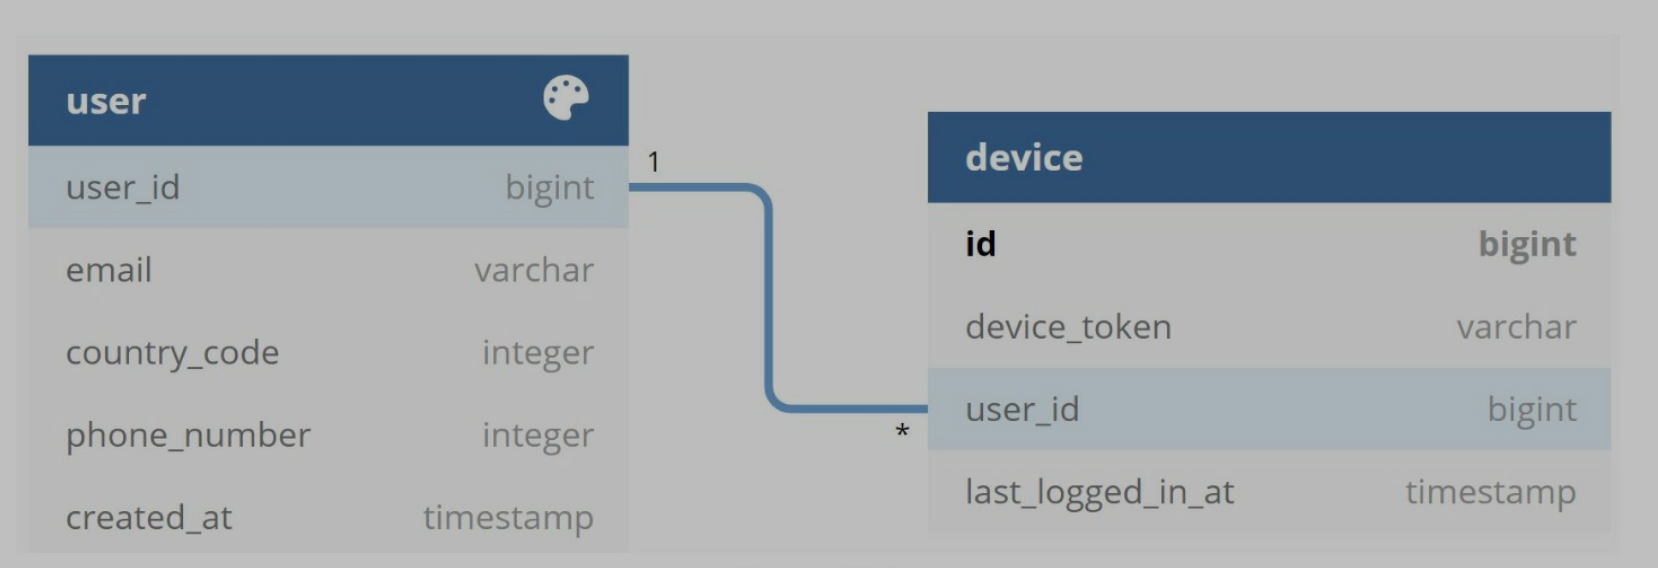 user
user_id bigint
email varchar
country_code integer
phone_number integer
created_at timestamp
1
*
device
id bigint
device_token varchar
user_id bigint
last_logged_in_at timestamp